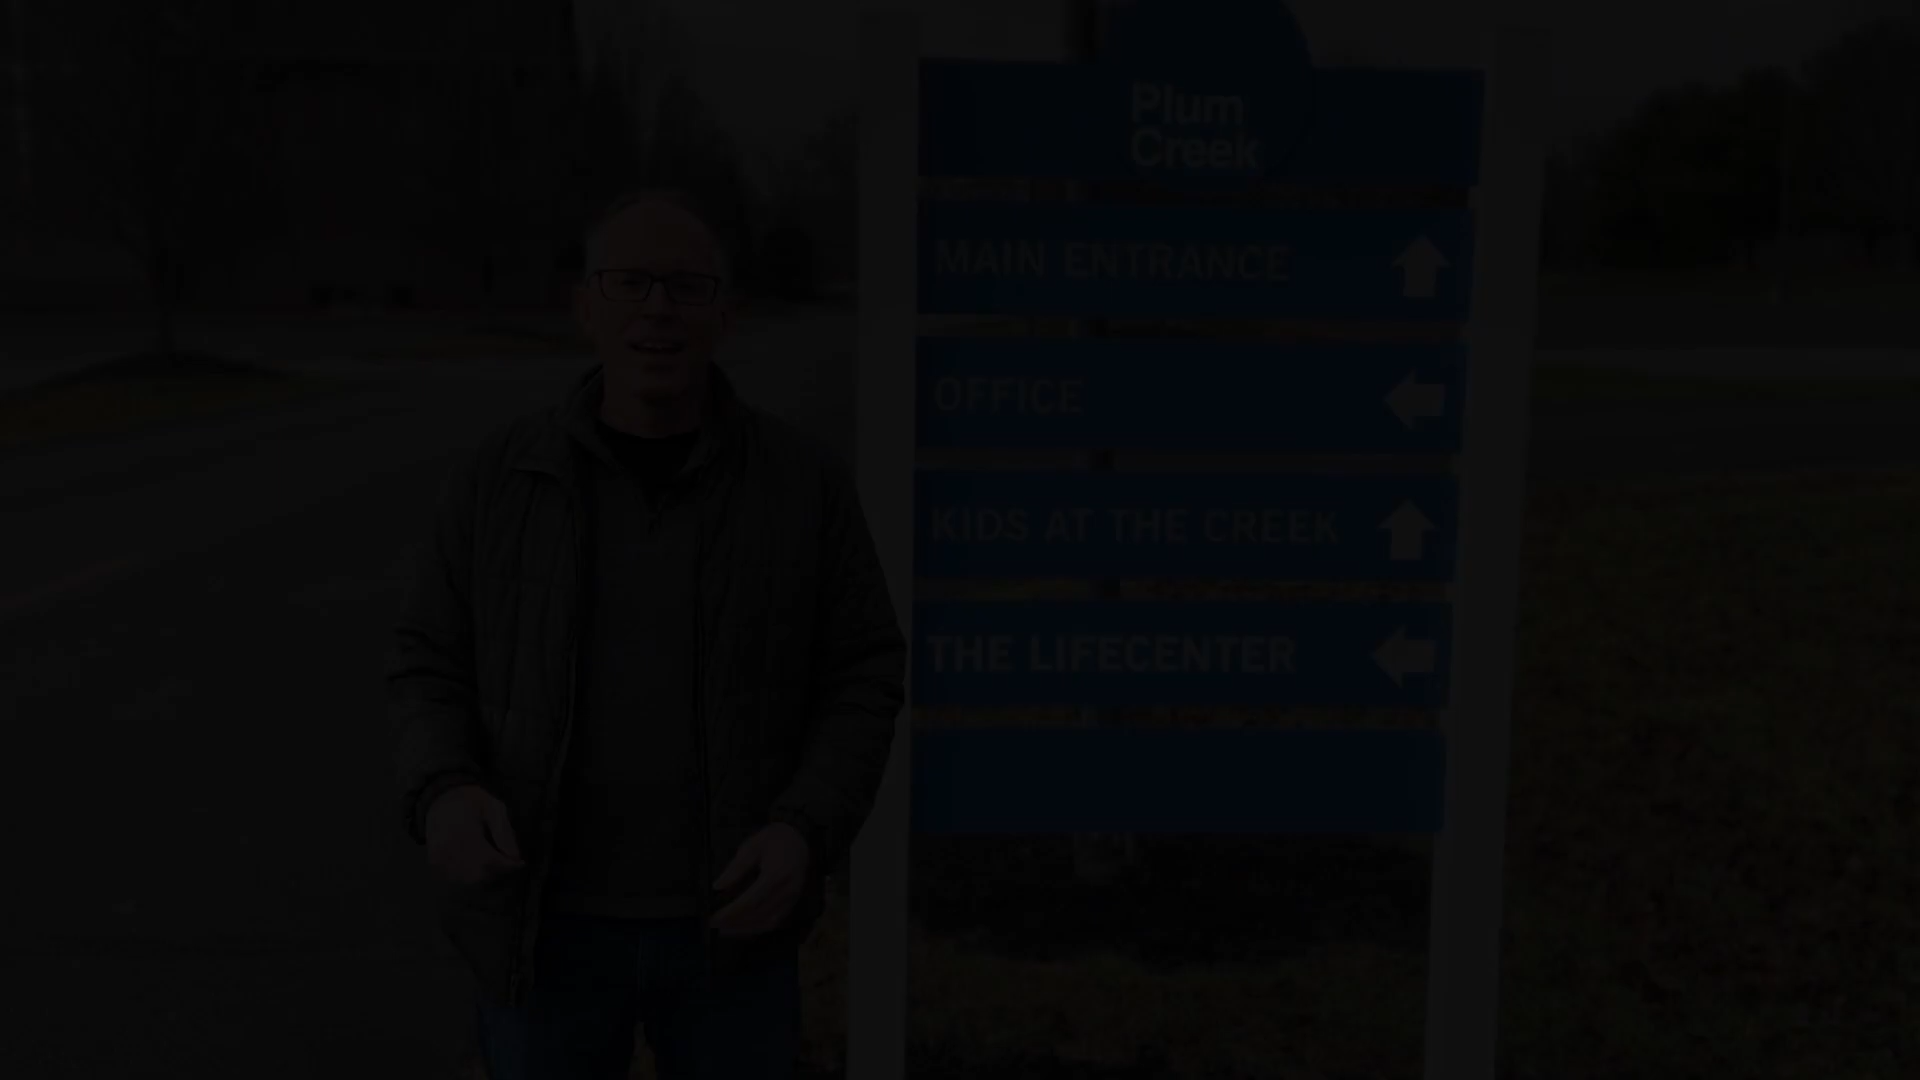 Plum
Creek
MAIN ENTRANCE
OFFICE
KIDS AT THE CREEK
THE LIFECENTER